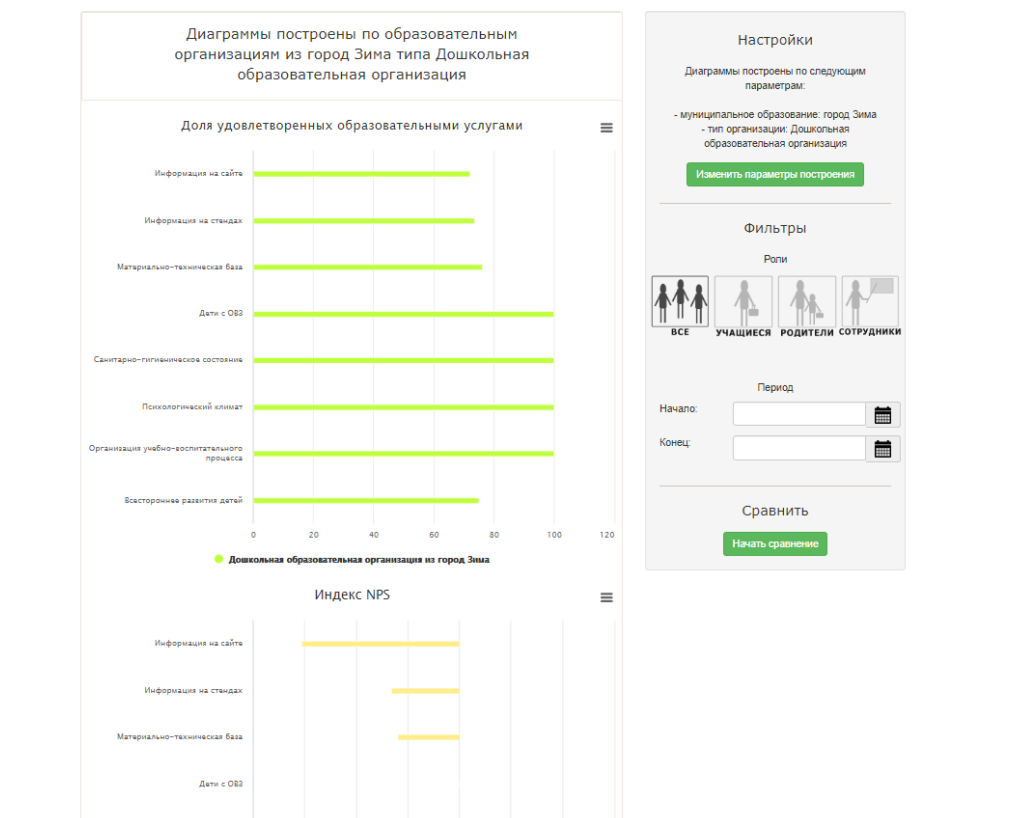 Диаграммы построены по образовательным
организациям из город Зима типа Дошкольная
образовательная организация
Доля удовлетворенных образовательными услугами
Информация на сайте
Информация на стендах
Материально-техническая база
Дети с ОВЗ
Санитарно-гигиеническое состояние
Психологический климат
Организация учебно-воспитательного
процесса
Всестороннее развития детей
0 20 40 60 80 100 120
Дошкольная образовательная организация из город Зима
Индекс NPS
Информация на сайте
Информация на стендах
Материально-техническая база
Дети с ОВЗ
Настройки
Диаграммы построены по следующим
параметрам:
- муниципальное образование: город Зима
- тип организации: Дошкольная
образовательная организация
Изменить параметры построения
Фильтры
Роли
ВСЕ УЧАЩИЕСЯ РОДИТЕЛИ СОТРУДНИКИ
Период
Начало:
Конец:
Сравнить
Начать сравнение